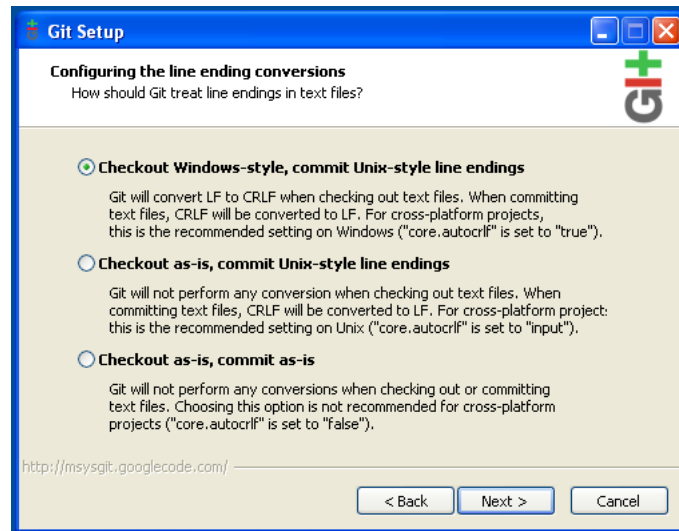 Git Setup
Configuring the line ending conversions
How should Git treat line endings in text files?
GIt
Checkout Windows-style, commit Unix-style line endings
Git will convert LF to CRLF when checking out text files. When committing
text files, CRLF will be converted to LF. For cross-platform projects,
this is the recommended setting on Windows ("core.autocrlf" is set to "true").
Checkout as-is, commit Unix-style line endings
Git will not perform any conversion when checking out text files. When
committing text files, CRLF will be converted to LF. For cross-platform project:
this is the recommended setting on Unix ("core.autocrlf" is set to "input").
Checkout as-is, commit as-is
Git will not perform any conversions when checking out or committing
text files. Choosing this option is not recommended for cross-platform
projects ("core.autocrlf" is set to "false").
http://msysgit.googlecode.com/
< Back Next > Cancel